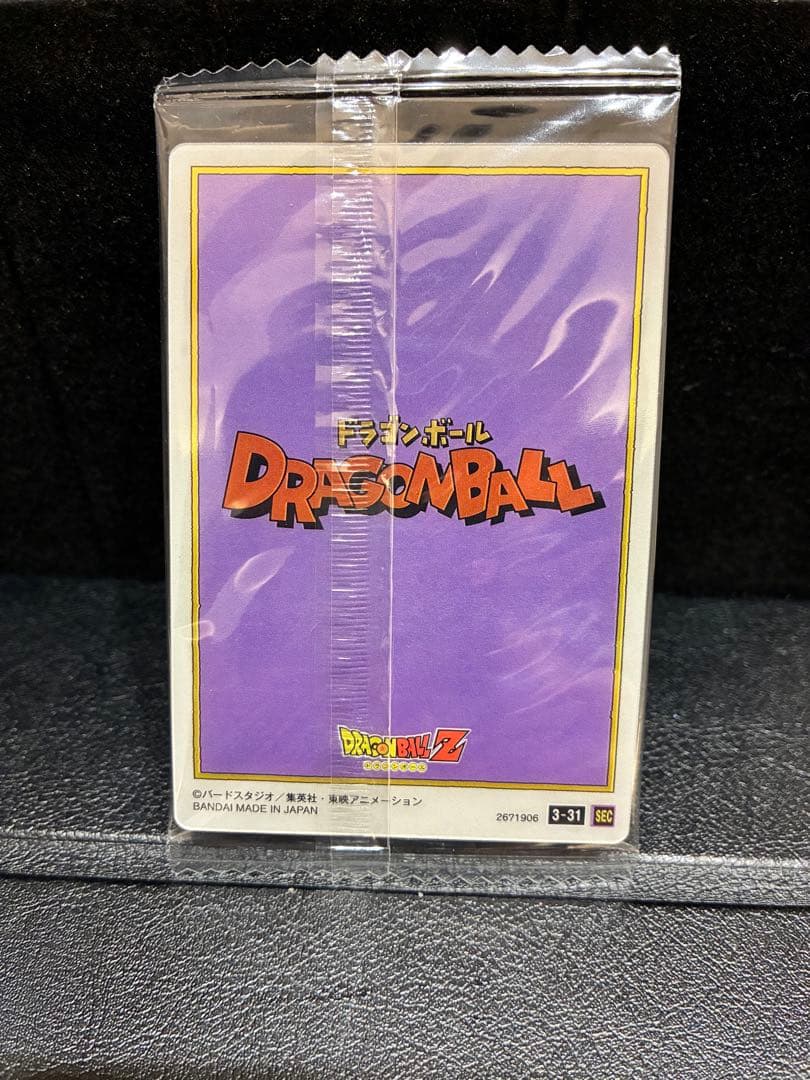 ドラゴンボール
DRAGONBALL
DRAGONBALL Z
©バードスタジオ/集英社・東映アニメーション
BANDAI MADE IN JAPAN
2671906 3-31 SEC